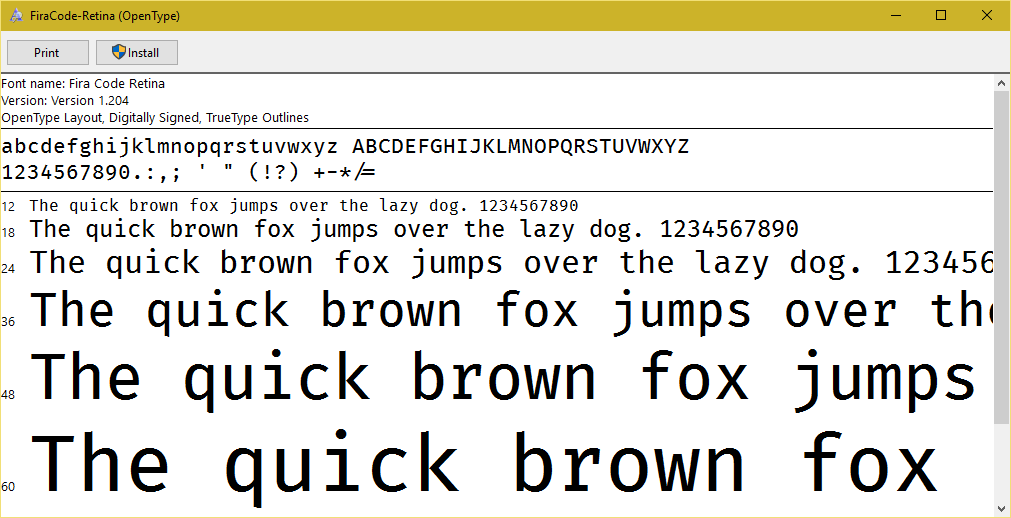 FiraCode-Retina (OpenType)
Print Install
Font name: Fira Code Retina
Version: Version 1.204
OpenType Layout, Digitally Signed, TrueType Outlines
abcdefghijklmnopqrstuvwxyz ABCDEFGHIJKLMNOPQRSTUVWXYZ
1234567890.:,; ' " (!?) +-*/=
12 The quick brown fox jumps over the lazy dog. 1234567890
18 The quick brown fox jumps over the lazy dog. 1234567890
24 The quick brown fox jumps over the lazy dog. 123456
36 The quick brown fox jumps over the
48 The quick brown fox jumps
60 The quick brown fox